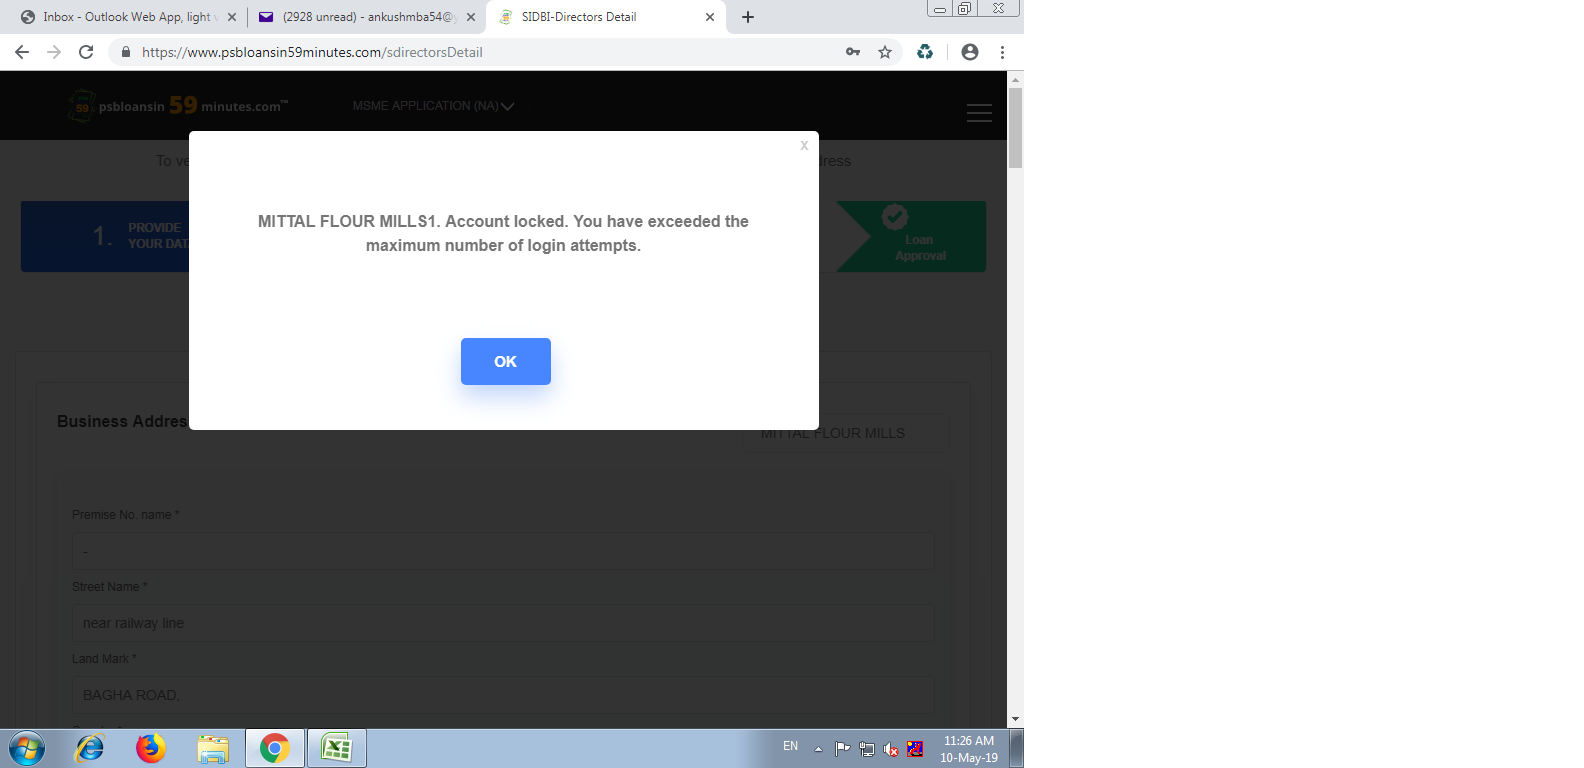 Inbox - Outlook Web App, light v
(2928 unread) - ankushmba54@y
SIDBI-Directors Detail
https://www.psbloansin59minutes.com/sdirectorsDetail
59 psbloansin 59 minutes.com™
MSME APPLICATION (NA)
x
To ve
dress
MITTAL FLOUR MILLS1. Account locked. You have exceeded the
maximum number of login attempts.
OK
1. PROVIDE
YOUR DAT
Loan
Approval
Business Addres
MITTAL FLOUR MILLS
Premise No. name *
-
Street Name *
near railway line
Land Mark *
BAGHA ROAD,
EN
11:26 AM
10-May-19